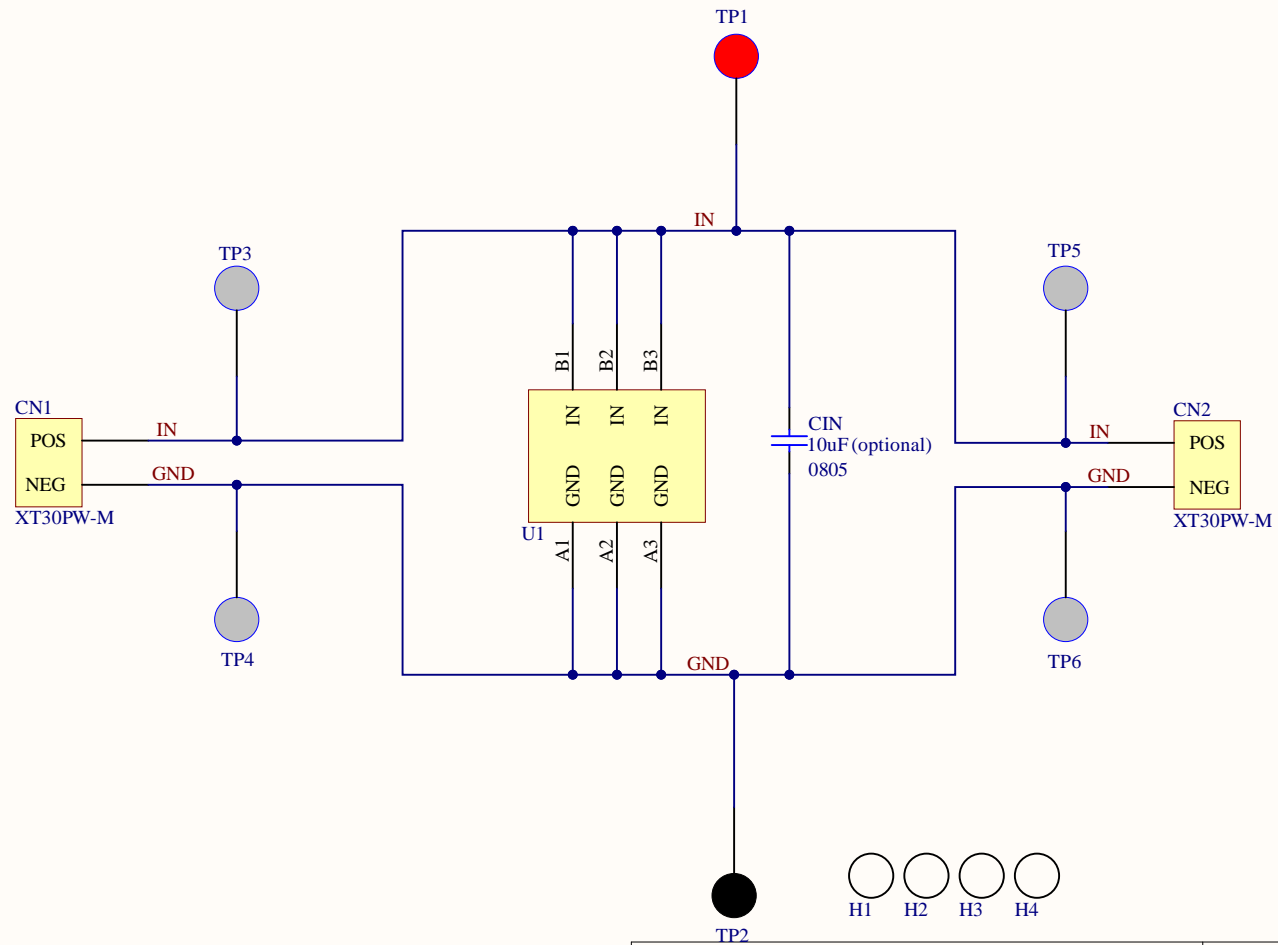 TP1
IN
TP3
TP5
B1
B2
B3
CN1
POS
IN
IN
IN
IN
CIN
10uF (optional)
0805
IN
CN2
POS
NEG
GND
GND
GND
GND
GND
NEG
XT30PW-M
U1
A1
A2
A3
XT30PW-M
TP4
GND
TP6
H1
H2
H3
H4
TP2